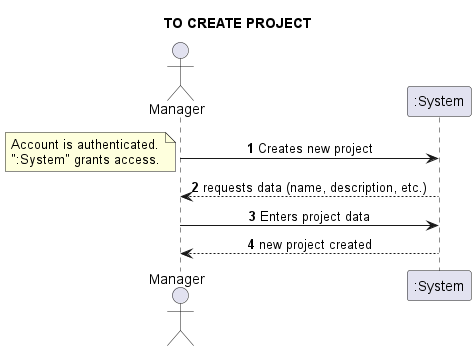 TO CREATE PROJECT
Manager
:System
Account is authenticated.
":System" grants access.
1 Creates new project
2 requests data (name, description, etc.)
3 Enters project data
4 new project created
Manager
:System